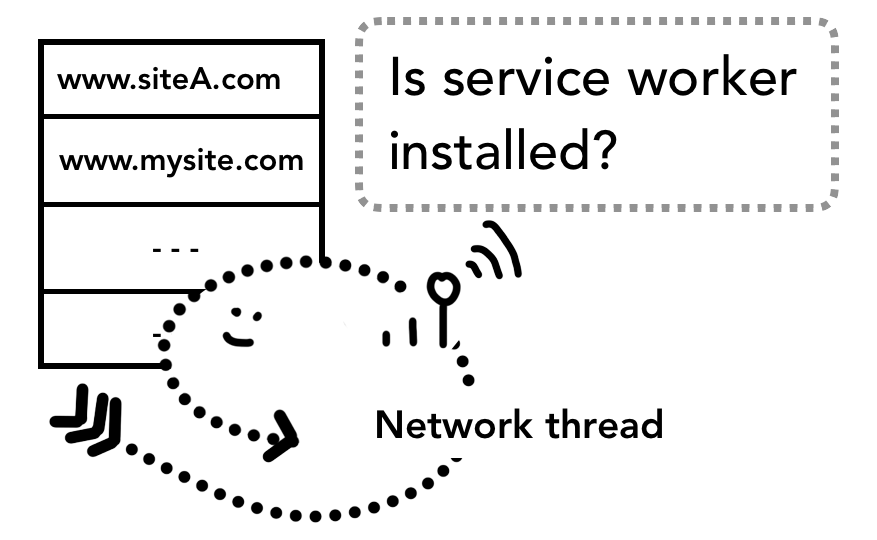 www.siteA.com
www.mysite.com
- - -
-
Is service worker
installed?
Network thread